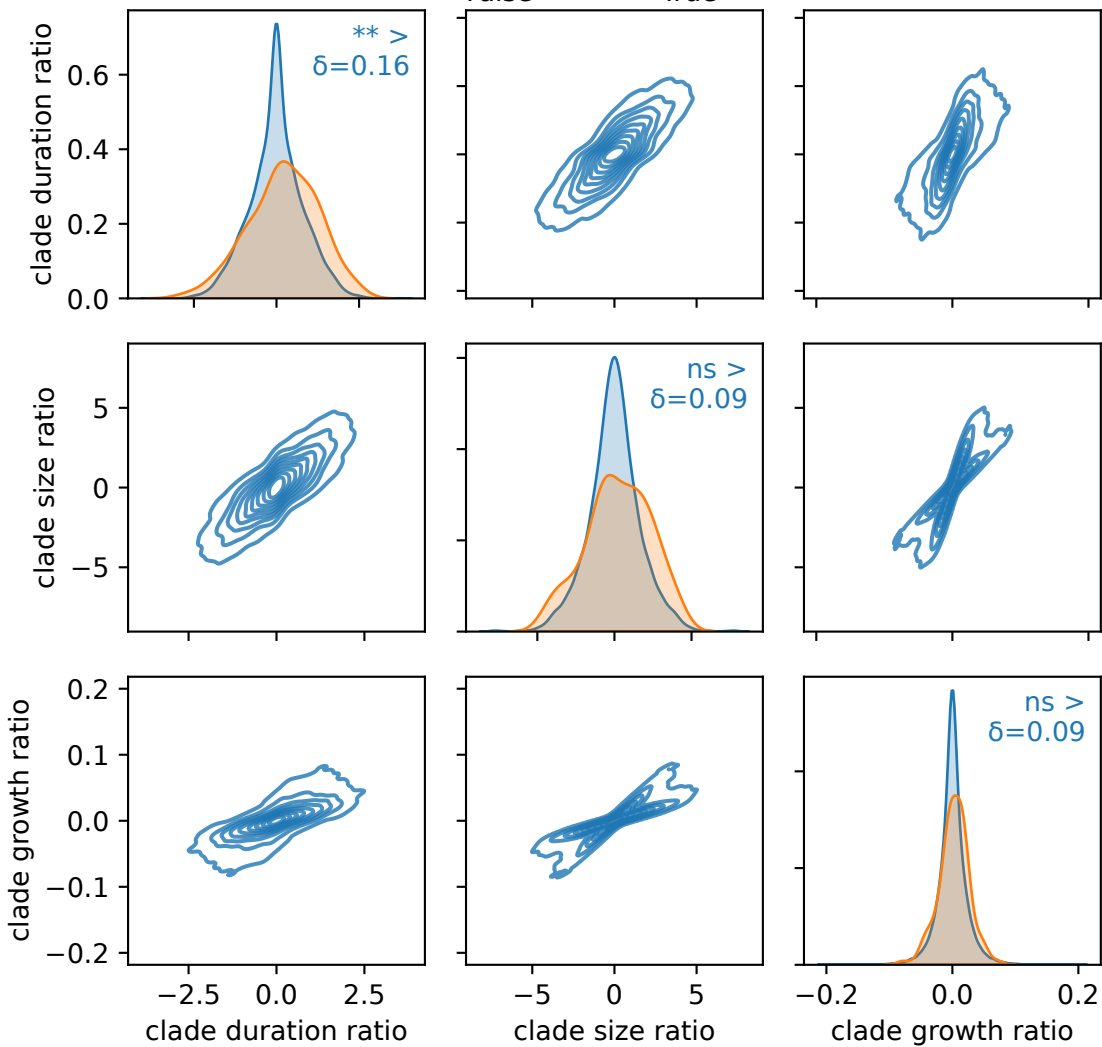 clade duration ratio
0.6
0.4
0.2
0.0
** >
δ=0.16
clade size ratio
5
0
−5
ns >
δ=0.09
clade growth ratio
0.2
0.1
0.0
−0.1
−0.2
ns >
δ=0.09
−2.5 0.0 2.5
clade duration ratio
−5 0 5
clade size ratio
−0.2 0.0 0.2
clade growth ratio